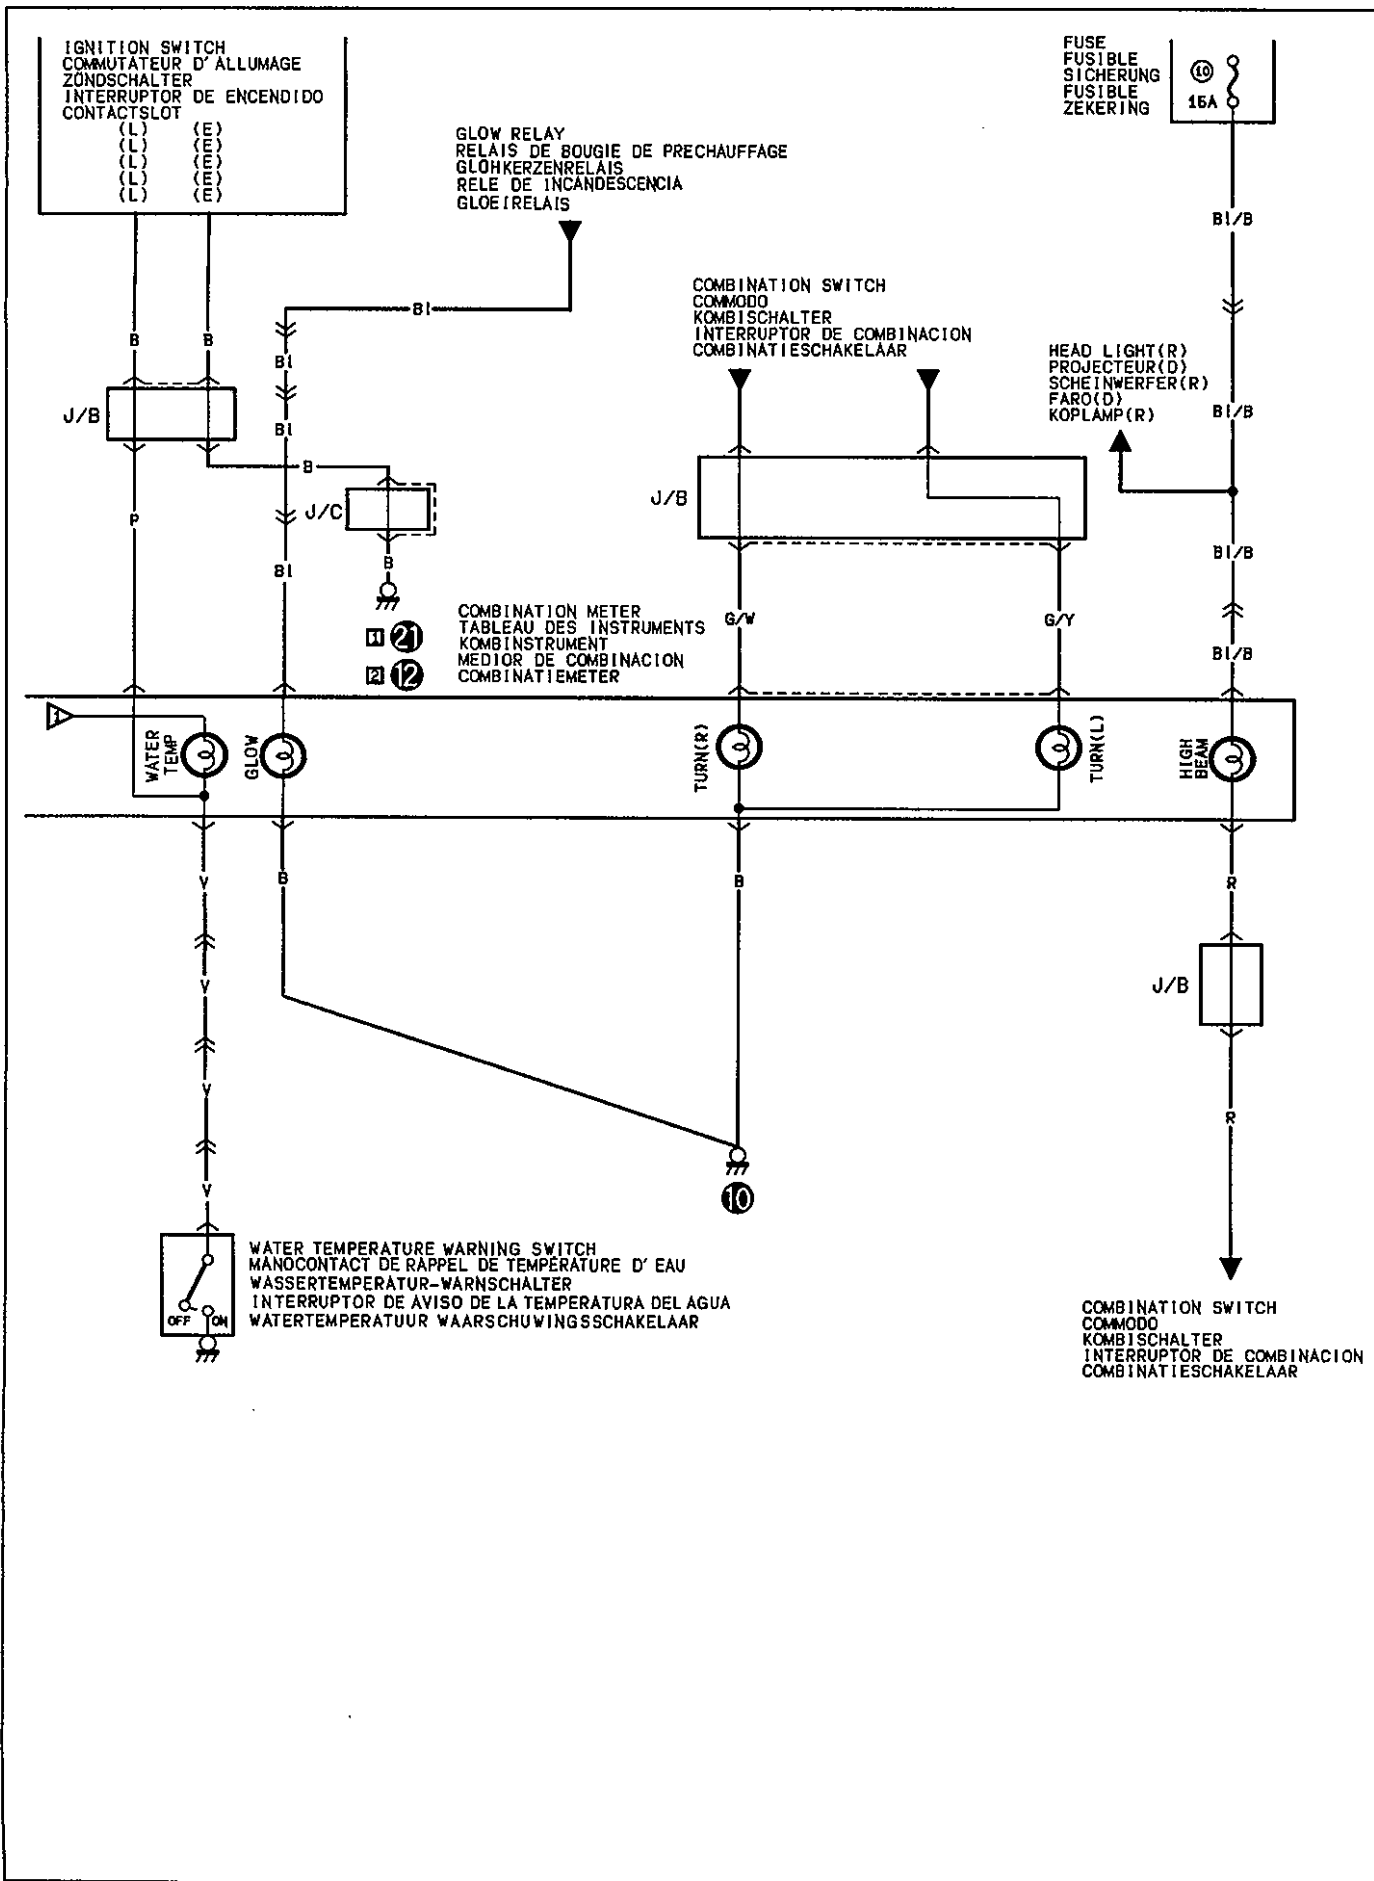 IGNITION SWITCH
COMMUTATEUR D'ALLUMAGE
ZÖNDSCHALTER
INTERRUPTOR DE ENCENDIDO
CONTACTSLOT
(L) (E)
(L) (E)
(L) (E)
(L) (E)
(L) (E)
GLOW RELAY
RELAIS DE BOUGIE DE PRECHAUFFAGE
GLOHKERZENRELAIS
RELE DE INCANDESCENCIA
GLOEIRELAIS
FUSE
FUSIBLE
SICHERUNG
FUSIBLE
ZEKERING
10
15A
Bl/B
COMBINATION SWITCH
COMMODO
KOMBISCHALTER
INTERRUPTOR DE COMBINACION
COMBINATIESCHAKELAAR
HEAD LIGHT(R)
PROJECTEUR(D)
SCHEINWERFER(R)
FARO(D)
KOPLAMP(R)
Bl
B B
Bl
Bl/B
J/B
Bl
B
J/B
J/C
P
Bl/B
B
Bl
COMBINATION METER
TABLEAU DES INSTRUMENTS
KOMBINSTRUMENT
MEDIOR DE COMBINACION
COMBINATIEMETER
1 21
2 12
G/W
G/Y
Bl/B
1
WATER
TEMP
GLOW
TURN(R)
TURN(L)
HIGH
BEAM
V
B
B
R
V
J/B
V
R
V
10
WATER TEMPERATURE WARNING SWITCH
MANOCONTACT DE RAPPEL DE TEMPÉRATURE D'EAU
WASSERTEMPERATUR-WARNSCHALTER
INTERRUPTOR DE AVISO DE LA TEMPERATURA DEL AGUA
WATERTEMPERATUUR WAARSCHUWINGSSCHAKELAAR
OFF ON
COMBINATION SWITCH
COMMODO
KOMBISCHALTER
INTERRUPTOR DE COMBINACION
COMBINATIESCHAKELAAR